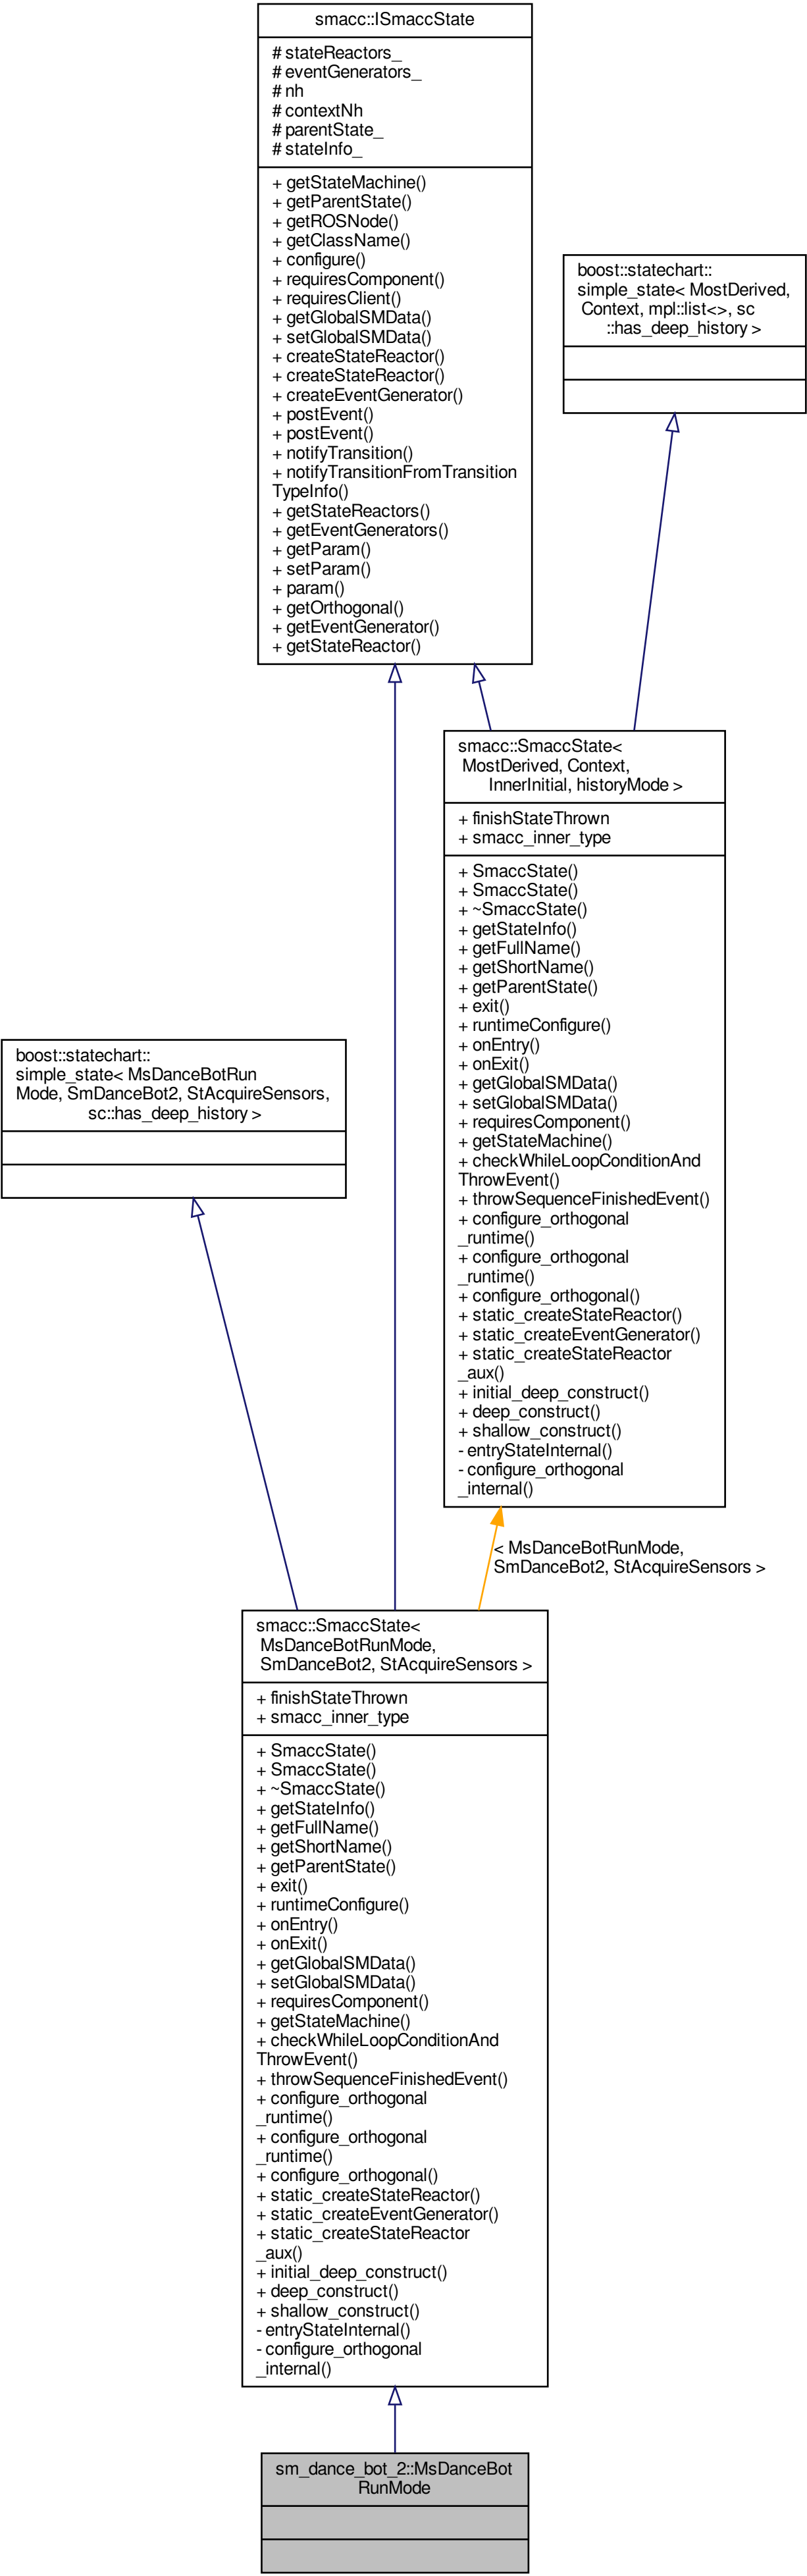 smacc::ISmaccState
# stateReactors_
# eventGenerators_
# nh
# contextNh
# parentState_
# stateInfo_
+ getStateMachine()
+ getParentState()
+ getROSNode()
+ getClassName()
+ configure()
+ requiresComponent()
+ requiresClient()
+ getGlobalSMData()
+ setGlobalSMData()
+ createStateReactor()
+ createStateReactor()
+ createEventGenerator()
+ postEvent()
+ postEvent()
+ notifyTransition()
+ notifyTransitionFromTransition
TypeInfo()
+ getStateReactors()
+ getEventGenerators()
+ getParam()
+ setParam()
+ param()
+ getOrthogonal()
+ getEventGenerator()
+ getStateReactor()
boost::statechart::
simple_state< MostDerived,
Context, mpl::list<>, sc
::has_deep_history >
smacc::SmaccState<
MostDerived, Context,
InnerInitial, historyMode >
+ finishStateThrown
+ smacc_inner_type
+ SmaccState()
+ SmaccState()
+ ~SmaccState()
+ getStateInfo()
+ getFullName()
+ getShortName()
+ getParentState()
+ exit()
+ runtimeConfigure()
+ onEntry()
+ onExit()
+ getGlobalSMData()
+ setGlobalSMData()
+ requiresComponent()
+ getStateMachine()
+ checkWhileLoopConditionAnd
ThrowEvent()
+ throwSequenceFinishedEvent()
+ configure_orthogonal
_runtime()
+ configure_orthogonal
_runtime()
+ configure_orthogonal()
+ static_createStateReactor()
+ static_createEventGenerator()
+ static_createStateReactor
_aux()
+ initial_deep_construct()
+ deep_construct()
+ shallow_construct()
- entryStateInternal()
- configure_orthogonal
_internal()
boost::statechart::
simple_state< MsDanceBotRun
Mode, SmDanceBot2, StAcquireSensors,
sc::has_deep_history >
< MsDanceBotRunMode,
SmDanceBot2, StAcquireSensors >
smacc::SmaccState<
MsDanceBotRunMode,
SmDanceBot2, StAcquireSensors >
+ finishStateThrown
+ smacc_inner_type
+ SmaccState()
+ SmaccState()
+ ~SmaccState()
+ getStateInfo()
+ getFullName()
+ getShortName()
+ getParentState()
+ exit()
+ runtimeConfigure()
+ onEntry()
+ onExit()
+ getGlobalSMData()
+ setGlobalSMData()
+ requiresComponent()
+ getStateMachine()
+ checkWhileLoopConditionAnd
ThrowEvent()
+ throwSequenceFinishedEvent()
+ configure_orthogonal
_runtime()
+ configure_orthogonal
_runtime()
+ configure_orthogonal()
+ static_createStateReactor()
+ static_createEventGenerator()
+ static_createStateReactor
_aux()
+ initial_deep_construct()
+ deep_construct()
+ shallow_construct()
- entryStateInternal()
- configure_orthogonal
_internal()
sm_dance_bot_2::MsDanceBot
RunMode